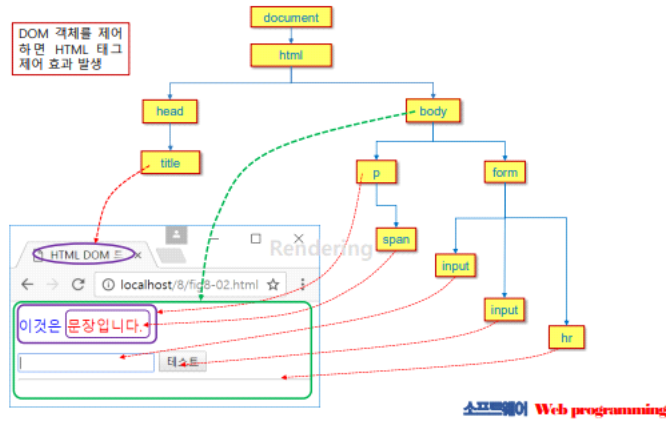 document
DOM 객체를 제어
하면 HTML 태그
제어 효과 발생
html
head
body
title
p
form
span
input
input
hr
Rendering
HTML DOM 트
localhost/8/fig8-02.html
이것은 문장입니다.
테스트
소프트웨어 Web programming